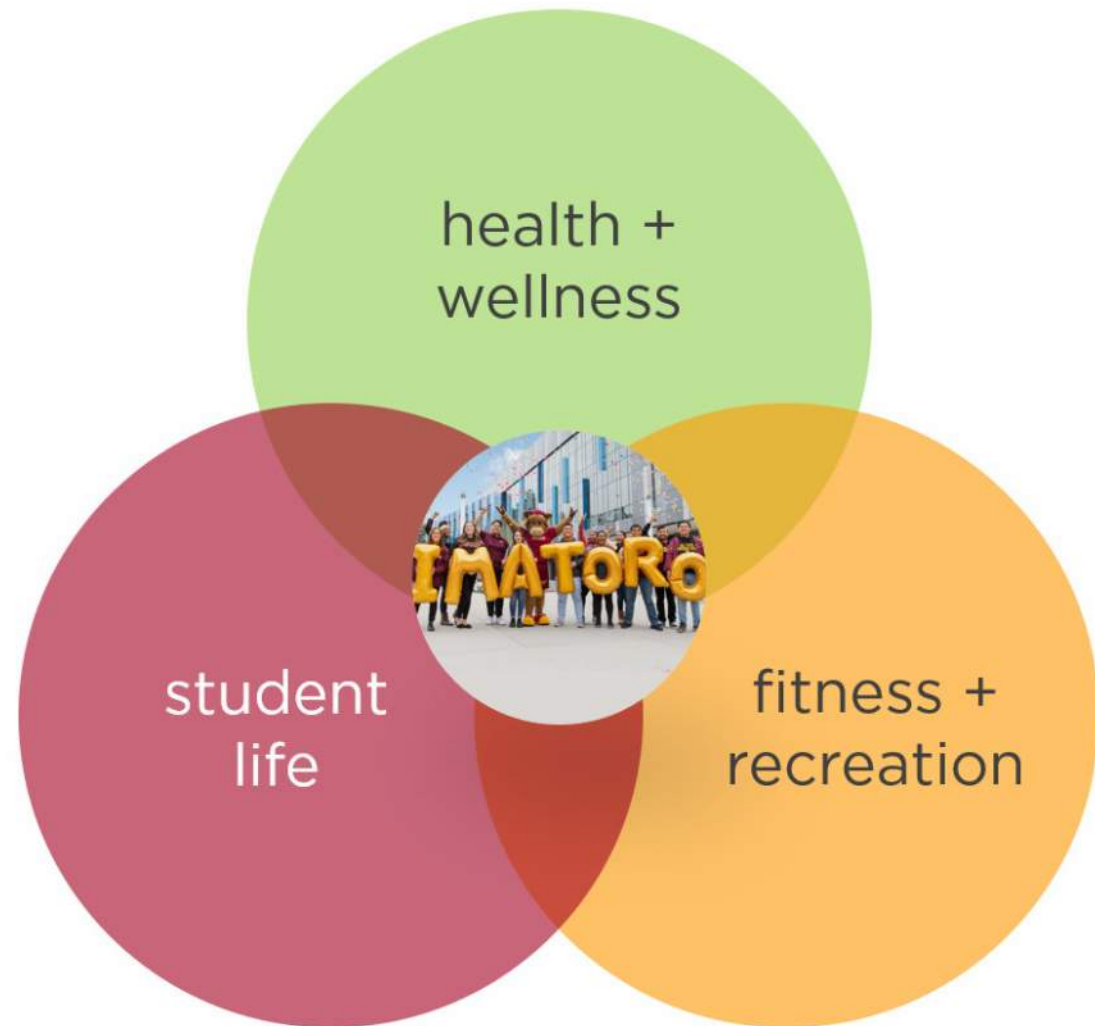 health +
wellness
IMATORO
student
life
fitness +
recreation